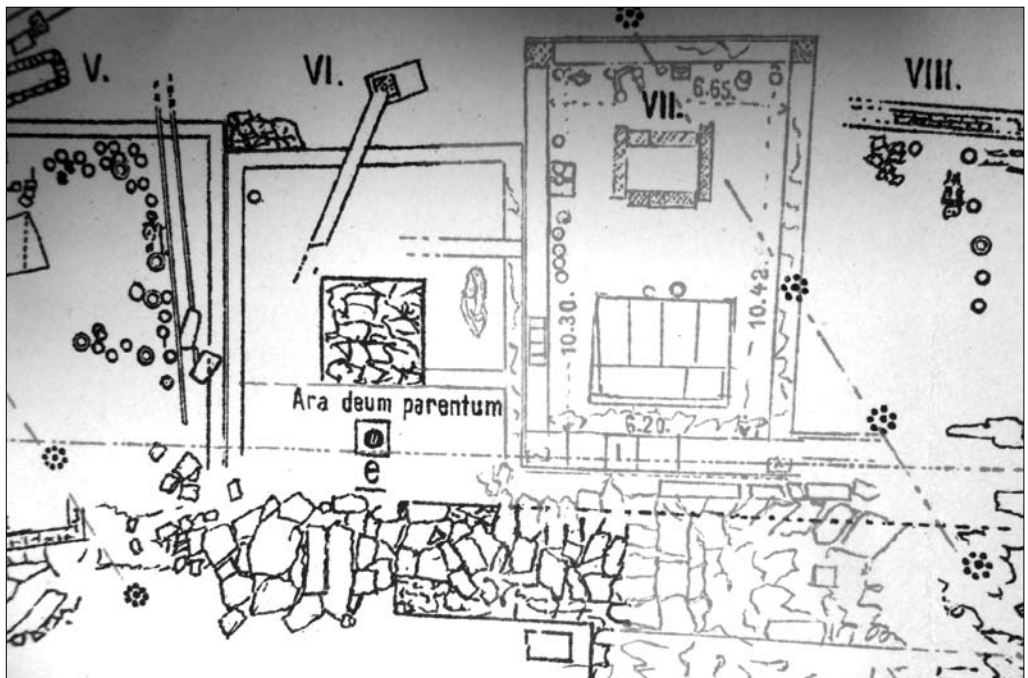 V.
VI.
VII.
VIII.
6.65.
10.30.
10.42.
Ara deum parentum
6.20.
e